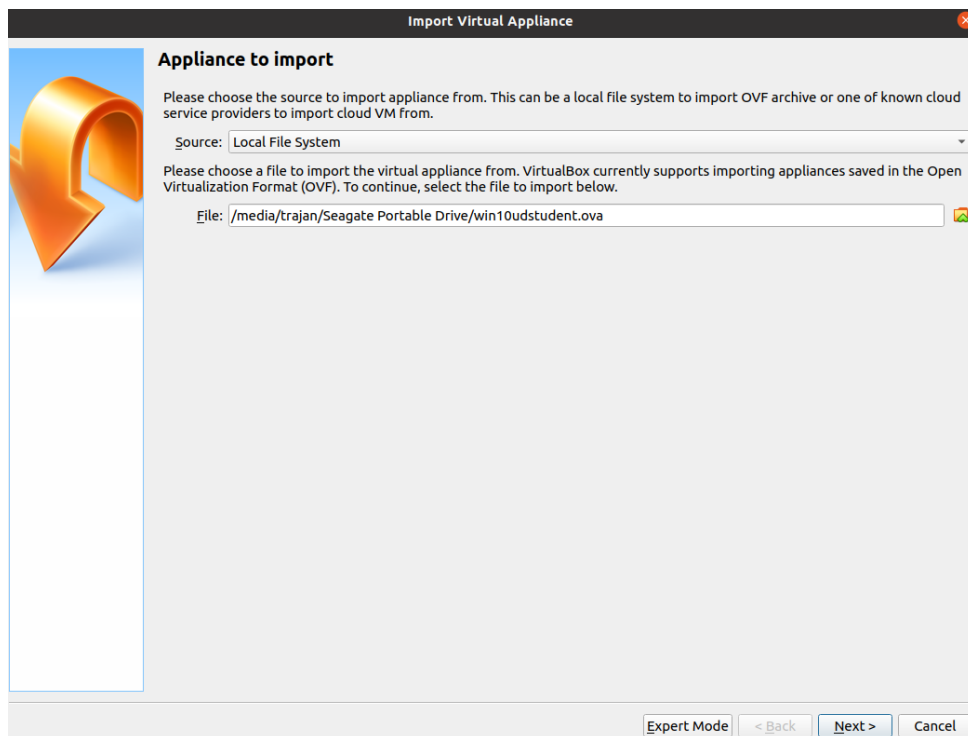 Import Virtual Appliance
Appliance to import
Please choose the source to import appliance from. This can be a local file system to import OVF archive or one of known cloud
service providers to import cloud VM from.
Source: Local File System
Please choose a file to import the virtual appliance from. VirtualBox currently supports importing appliances saved in the Open
Virtualization Format (OVF). To continue, select the file to import below.
File: /media/trajan/Seagate Portable Drive/win10udstudent.ova
Expert Mode < Back Next > Cancel